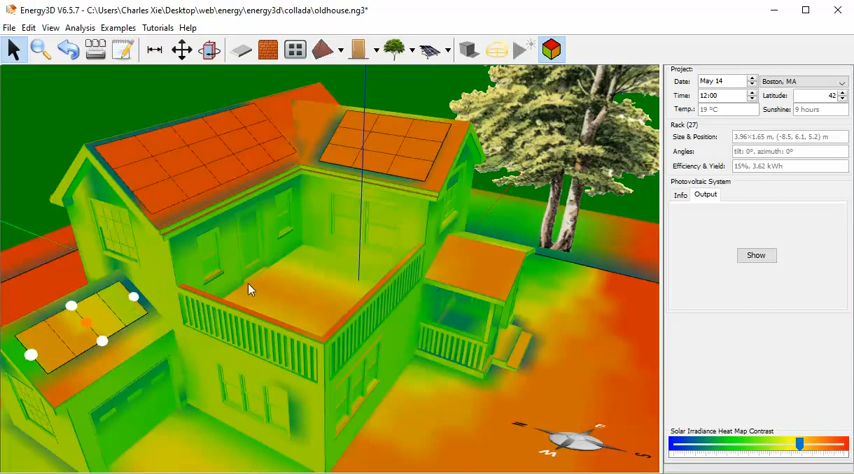 Energy3D V6.5.7 - C:\Users\Charles Xie\Desktop\web\energy\energy3d\collada\oldhouse.ng3*
File Edit View Analysis Examples Tutorials Help
Project:
Date: May 14 Boston, MA
Time: 12:00 Latitude: 42
Temp.: 19 °C Sunshine: 9 hours
Rack (27)
Size & Position: 3.96×1.65 m, (-8.5, 6.1, 5.2) m
Angles: tilt: 0°, azimuth: 0°
Efficiency & Yield: 15%, 3.62 kWh
Photovoltaic System
Info Output
Show
Solar Irradiance Heat Map Contrast